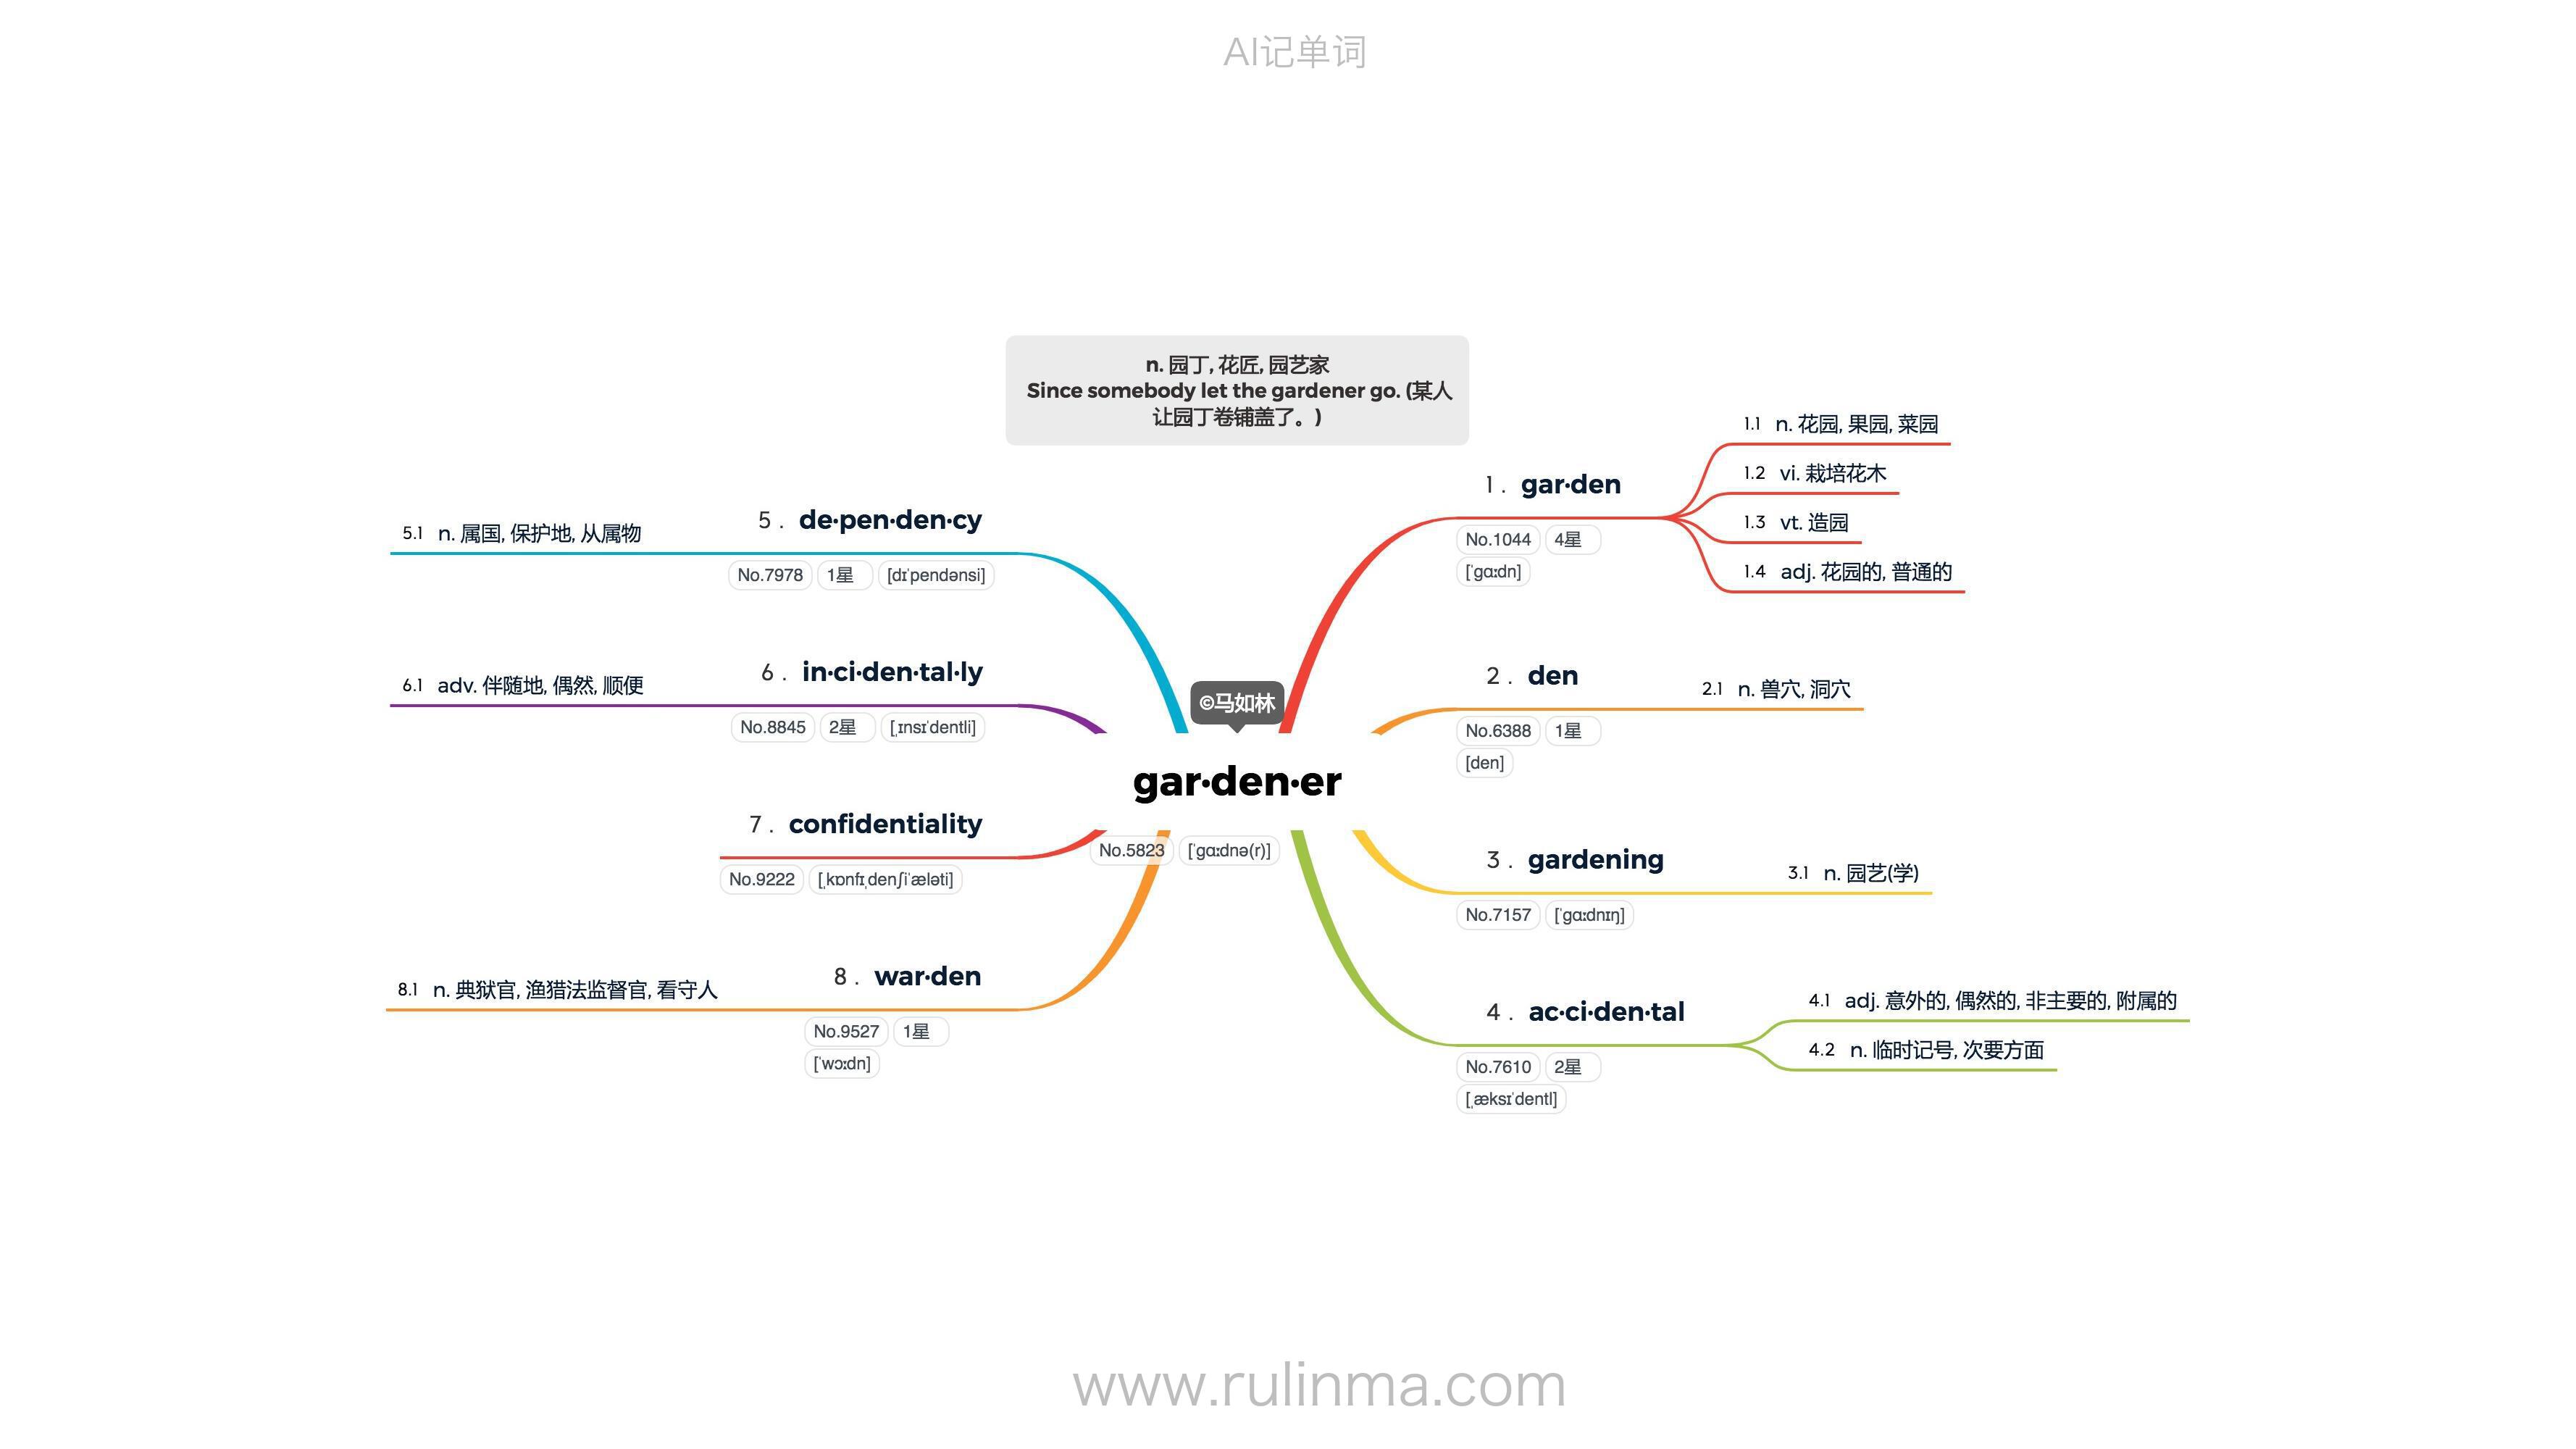 AI记单词
n. 园丁, 花匠, 园艺家
Since somebody let the gardener go. (某人
让园丁卷铺盖了。)
©马如林
gar·den·er
No.5823 [ˈɡɑːdnə(r)]
1 . gar·den
No.1044 4星
[ˈɡɑːdn]
1.1 n. 花园, 果园, 菜园
1.2 vi. 栽培花木
1.3 vt. 造园
1.4 adj. 花园的, 普通的
2 . den
No.6388 1星
[den]
2.1 n. 兽穴, 洞穴
3 . gardening
No.7157 [ˈɡɑːdnɪŋ]
3.1 n. 园艺(学)
4 . ac·ci·den·tal
No.7610 2星
[ˌæksɪˈdentl]
4.1 adj. 意外的, 偶然的, 非主要的, 附属的
4.2 n. 临时记号, 次要方面
5 . de·pen·den·cy
No.7978 1星 [dɪˈpendənsi]
5.1 n. 属国, 保护地, 从属物
6 . in·ci·den·tal·ly
No.8845 2星 [ˌɪnsɪˈdentli]
6.1 adv. 伴随地, 偶然, 顺便
7 . confidentiality
No.9222 [ˌkɒnfɪˌdenʃiˈæləti]
8 . war·den
No.9527 1星
[ˈwɔːdn]
8.1 n. 典狱官, 渔猎法监督官, 看守人
www.rulinma.com